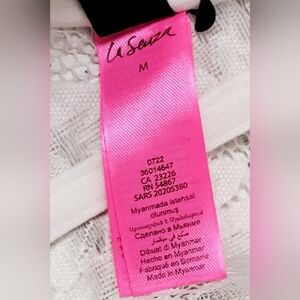 La Senza
M
0722
36014647
CA 23226
RN 54867
SARS 20205380
Myanmada istehsal
olunmuş
Сделано в Мьянме
Dibuat di Myanmar
Hecho en Myanmar
Fabriqué en Birmanie
Made in Myanmar